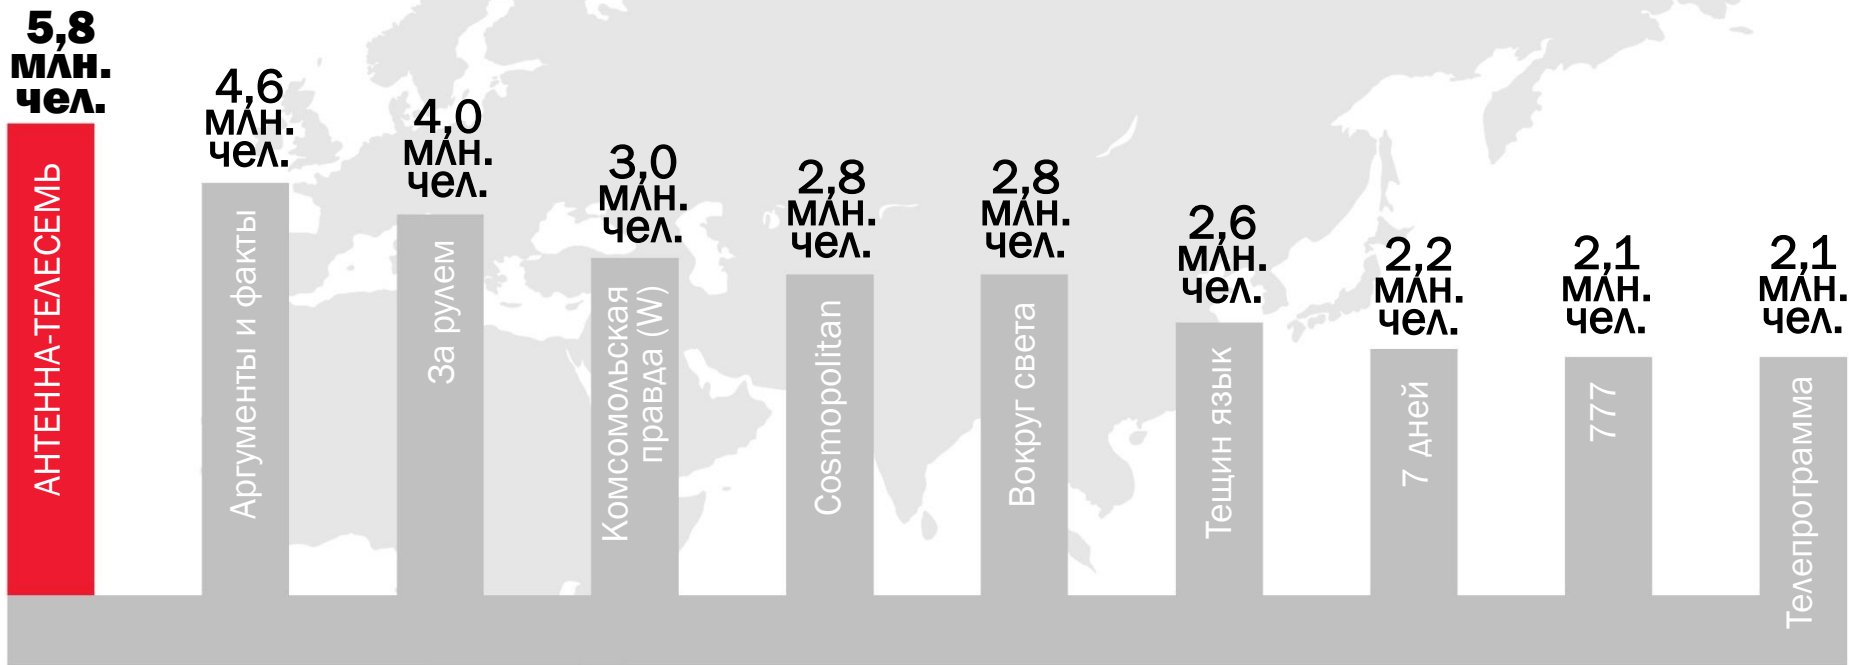 5,8
млн.
чел.
АНТЕННА-ТЕЛЕСЕМЬ
4,6
млн.
чел.
Аргументы и факты
4,0
млн.
чел.
За рулем
3,0
млн.
чел.
Комсомольская
правда (W)
2,8
млн.
чел.
Cosmopolitan
2,8
млн.
чел.
Вокруг света
2,6
млн.
чел.
Тещин язык
2,2
млн.
чел.
7 дней
2,1
млн.
чел.
777
2,1
млн.
чел.
Телепрограмма